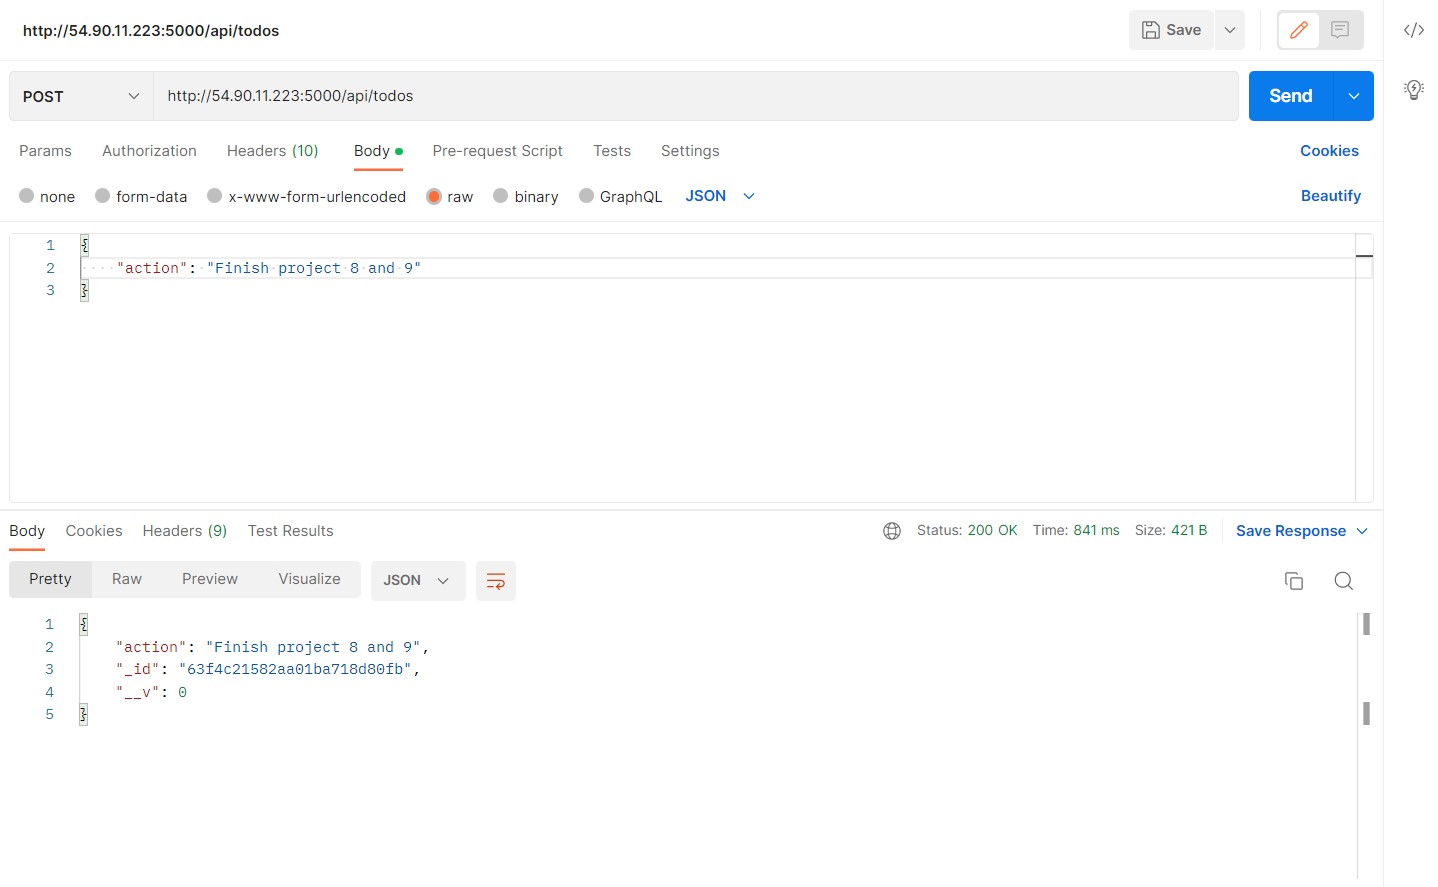 http://54.90.11.223:5000/api/todos Save
POST http://54.90.11.223:5000/api/todos Send
Params Authorization Headers (10) Body Pre-request Script Tests Settings Cookies
none form-data x-www-form-urlencoded raw binary GraphQL JSON Beautify
1 {
2 "action": "Finish project 8 and 9"
3 }
Body Cookies Headers (9) Test Results Status: 200 OK Time: 841 ms Size: 421 B Save Response
Pretty Raw Preview Visualize JSON
1 {
2 "action": "Finish project 8 and 9",
3 "_id": "63f4c21582aa01ba718d80fb",
4 "__v": 0
5 }